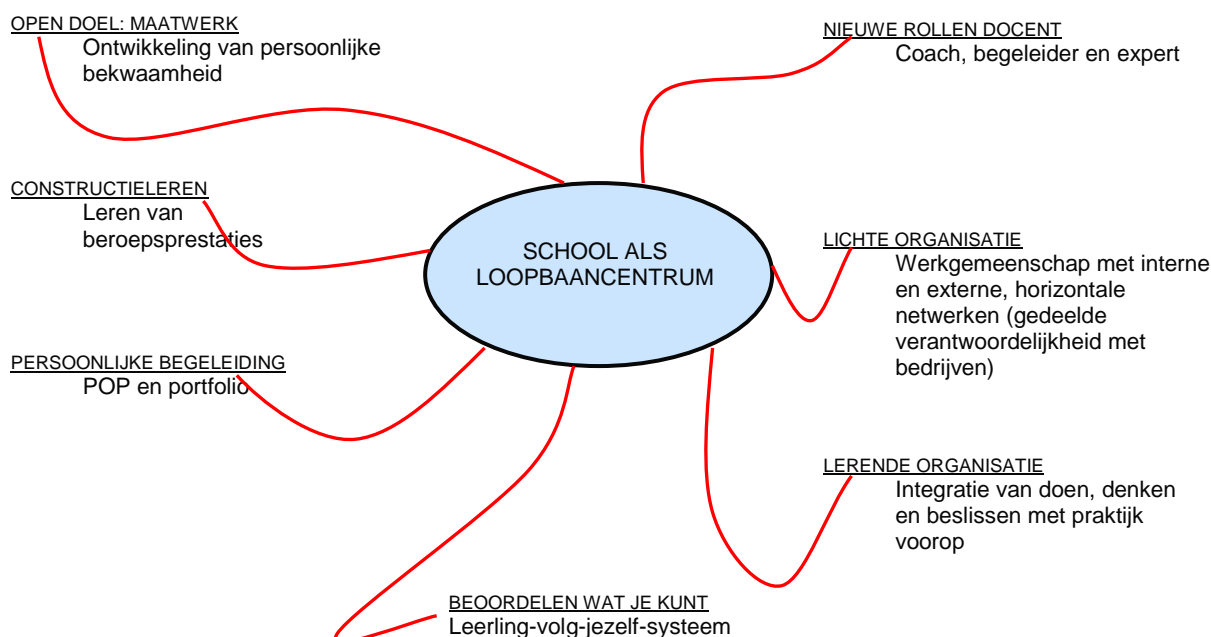 OPEN DOEL: MAATWERK
Ontwikkeling van persoonlijke
bekwaamheid
NIEUWE ROLLEN DOCENT
Coach, begeleider en expert
CONSTRUCTIELEREN
Leren van
beroepsprestaties
SCHOOL ALS
LOOPBAANCENTRUM
LICHTE ORGANISATIE
Werkgemeenschap met interne
en externe, horizontale
netwerken (gedeelde
verantwoordelijkheid met
bedrijven)
PERSOONLIJKE BEGELEIDING
POP en portfolio
LERENDE ORGANISATIE
Integratie van doen, denken
en beslissen met praktijk
voorop
BEOORDELEN WAT JE KUNT
Leerling-volg-jezelf-systeem